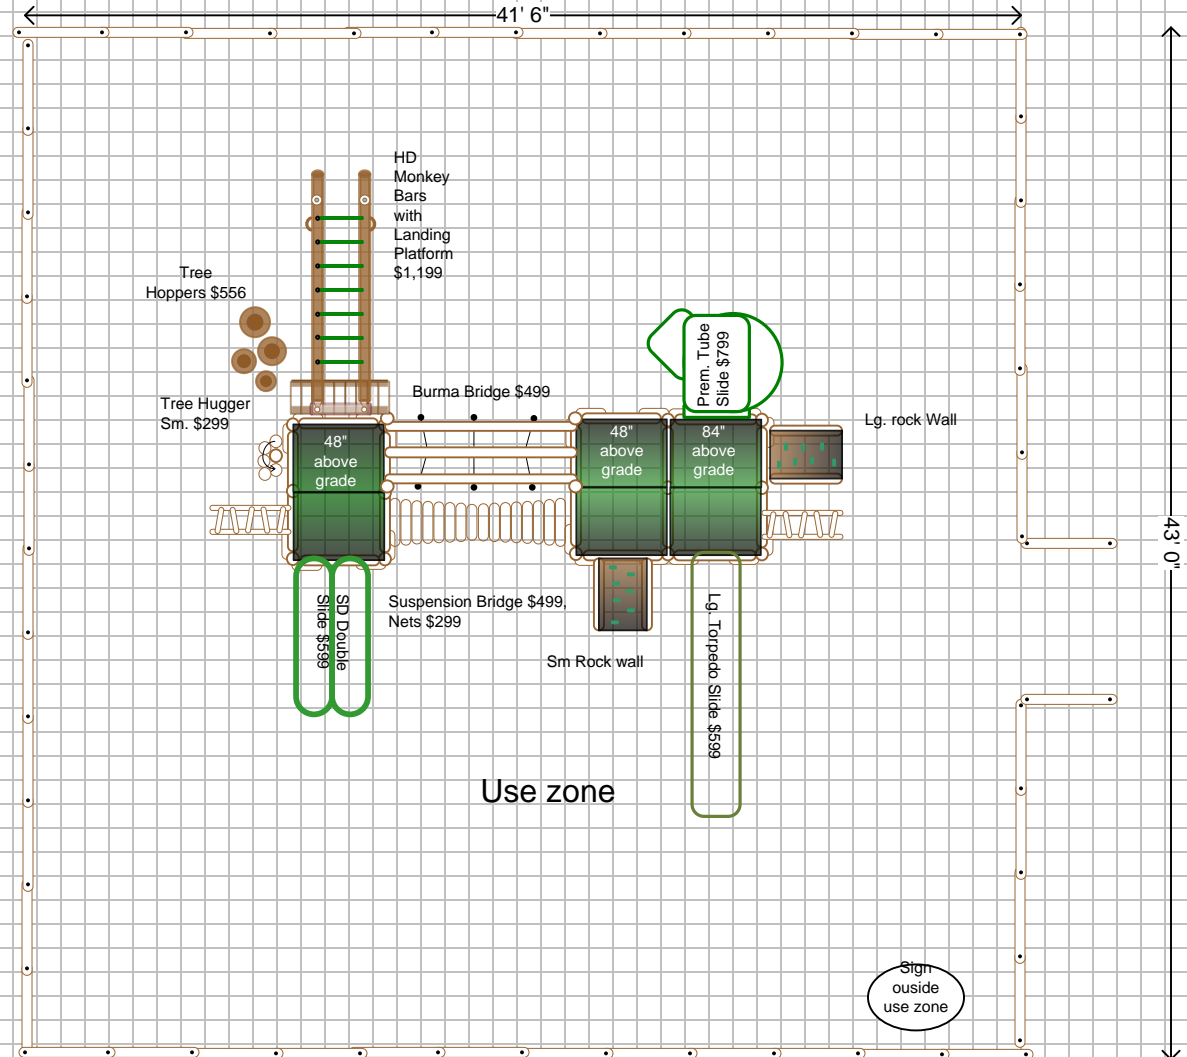 41' 6"
HD
Monkey
Bars
with
Landing
Platform
$1,199
Tree
Hoppers $556
Prem. Tube
Slide $799
Burma Bridge $499
Tree Hugger
Sm. $299
Lg. rock Wall
48"
above
grade
48"
above
grade
84"
above
grade
43' 0"
SD Double
Slide $599
Suspension Bridge $499,
Nets $299
Lg. Torpedo Slide $599
Sm Rock wall
Use zone
Sign
ouside
use zone